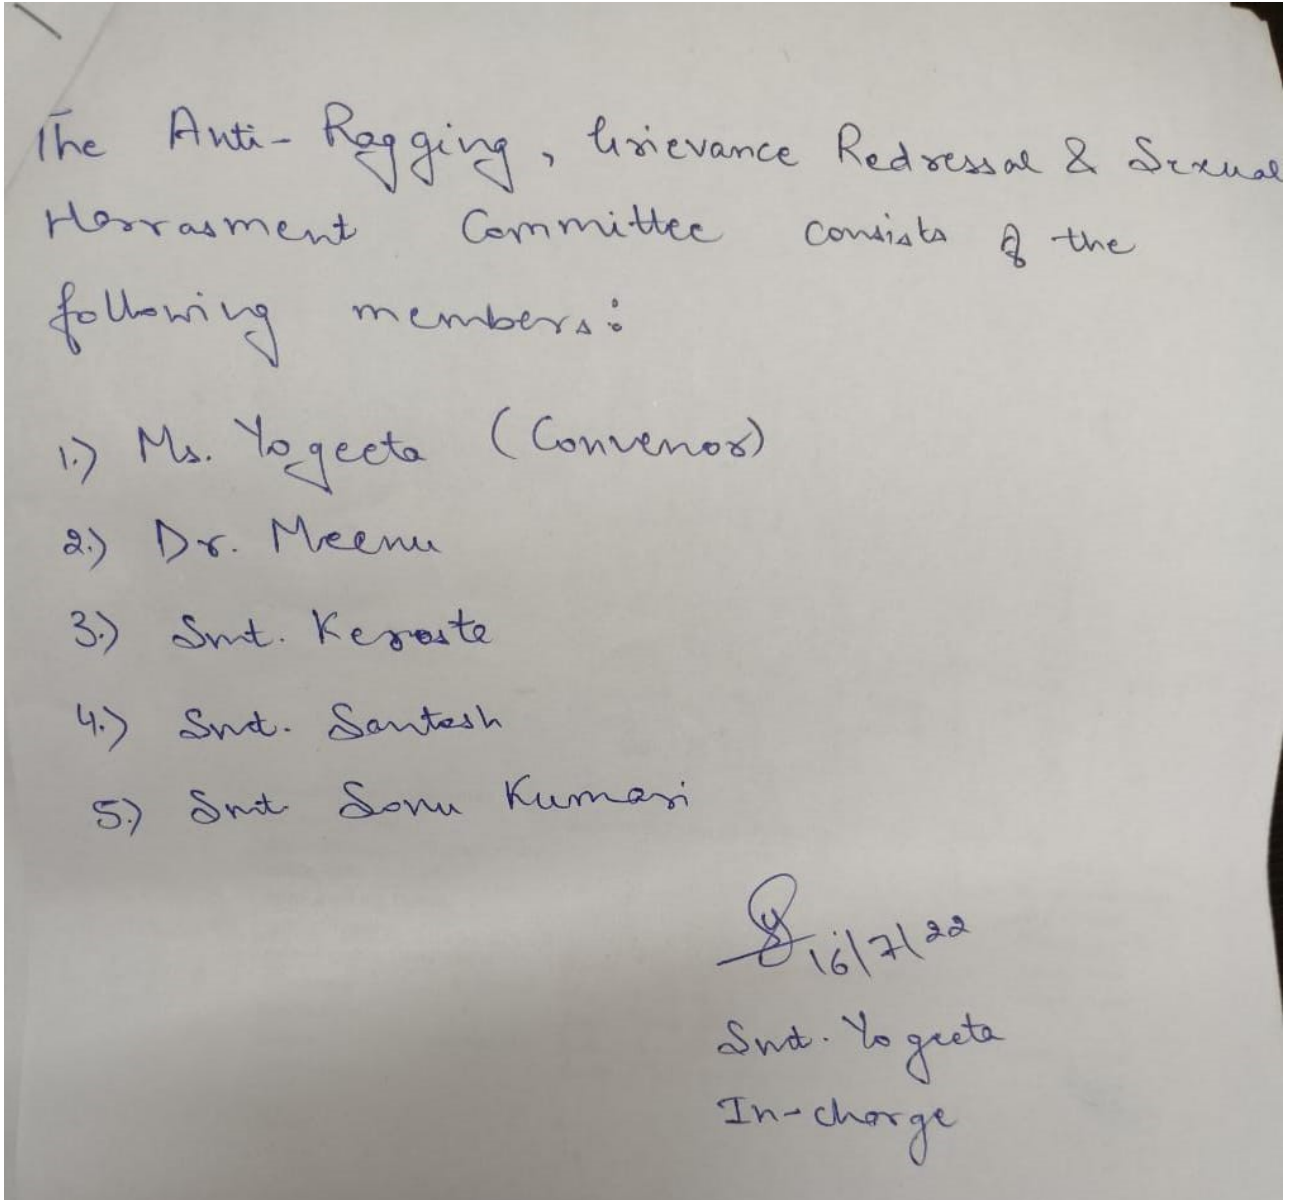 The Anti-Ragging, Grievance Redressal & Sexual
Harrasment Committee consists of the
following members:
1.) Ms. Yogeeta (Convenor)
2.) Dr. Meenu
3.) Smt.
4.) Smt. Santosh
5.) Smt Sonu Kumari
16/7/22
Smt. Yogeeta
In-charge